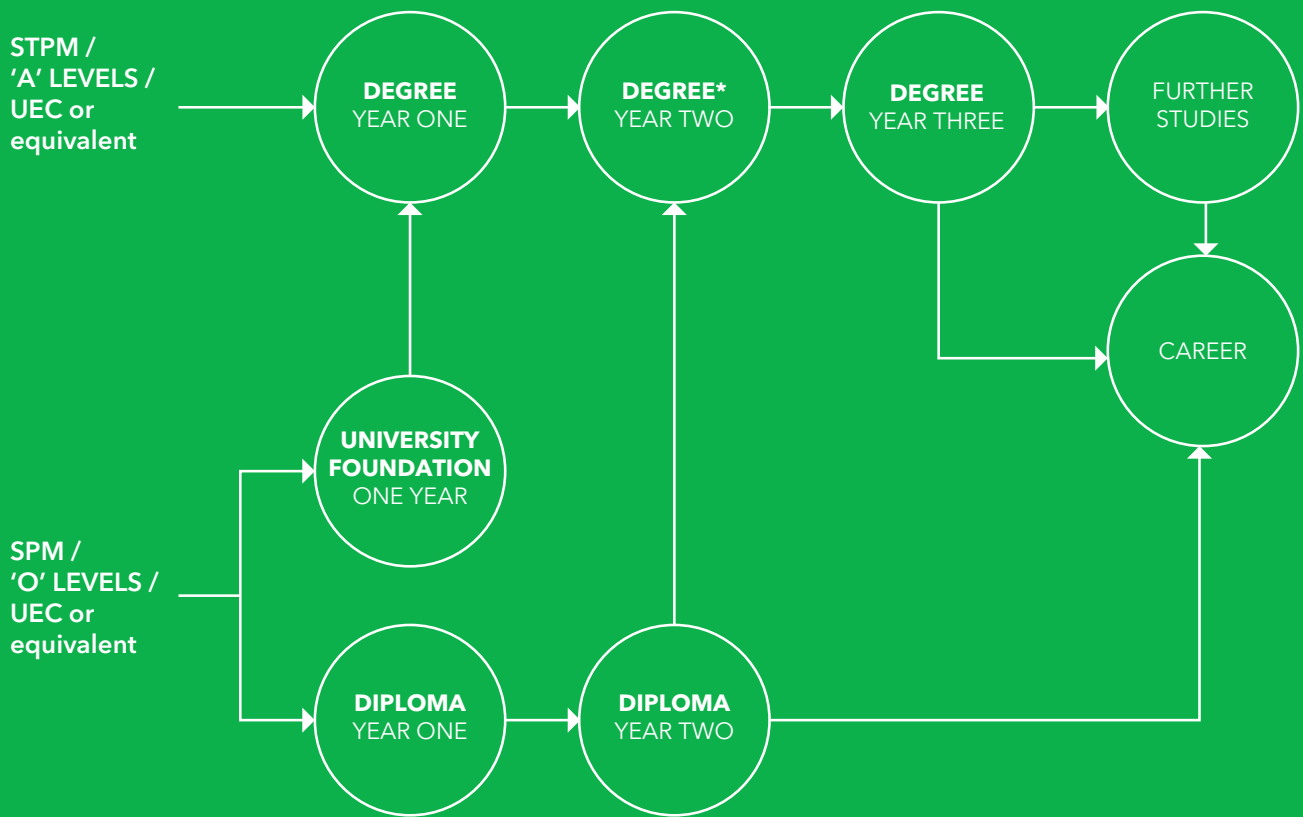 STPM /
‘A’ LEVELS /
UEC or
equivalent
DEGREE
YEAR ONE
DEGREE*
YEAR TWO
DEGREE
YEAR THREE
FURTHER
STUDIES
CAREER
UNIVERSITY
FOUNDATION
ONE YEAR
SPM /
‘O’ LEVELS /
UEC or
equivalent
DIPLOMA
YEAR ONE
DIPLOMA
YEAR TWO